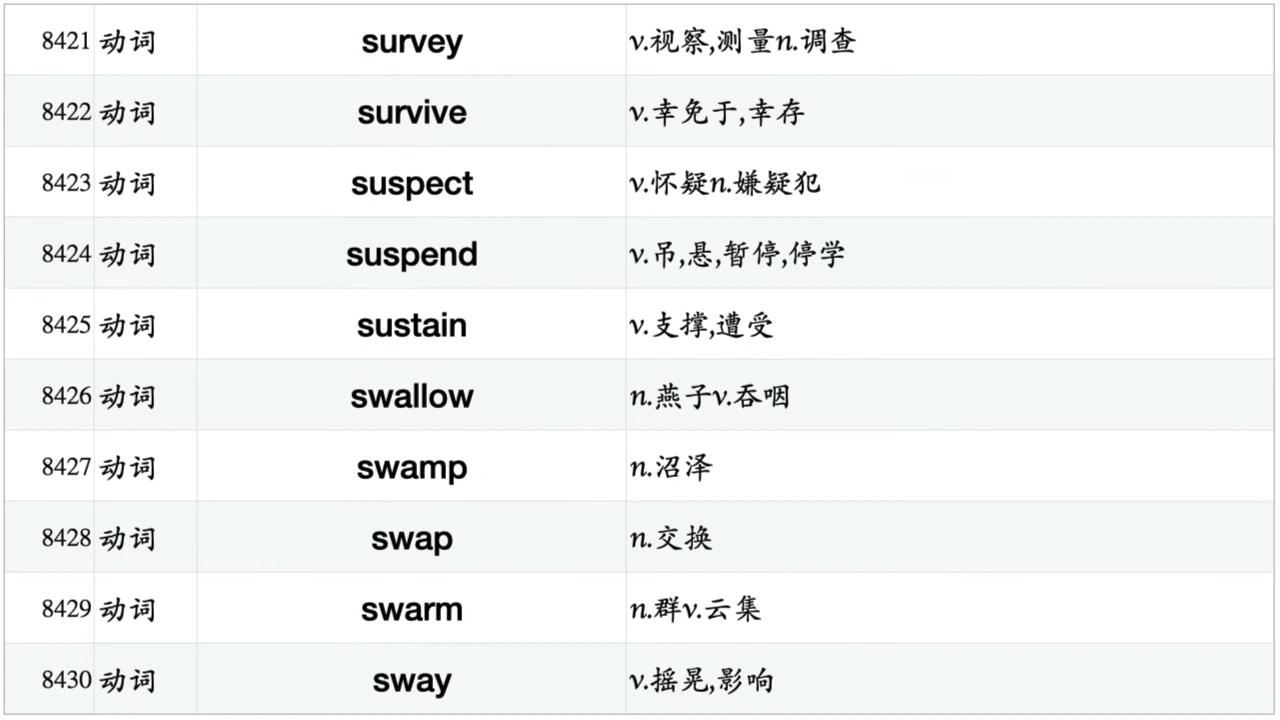 8421 动词 survey v.视察,测量n.调查
8422 动词 survive v.幸免于,幸存
8423 动词 suspect v.怀疑n.嫌疑犯
8424 动词 suspend v.吊,悬,暂停,停学
8425 动词 sustain v.支撑,遭受
8426 动词 swallow n.燕子v.吞咽
8427 动词 swamp n.沼泽
8428 动词 swap n.交换
8429 动词 swarm n.群v.云集
8430 动词 sway v.摇晃,影响